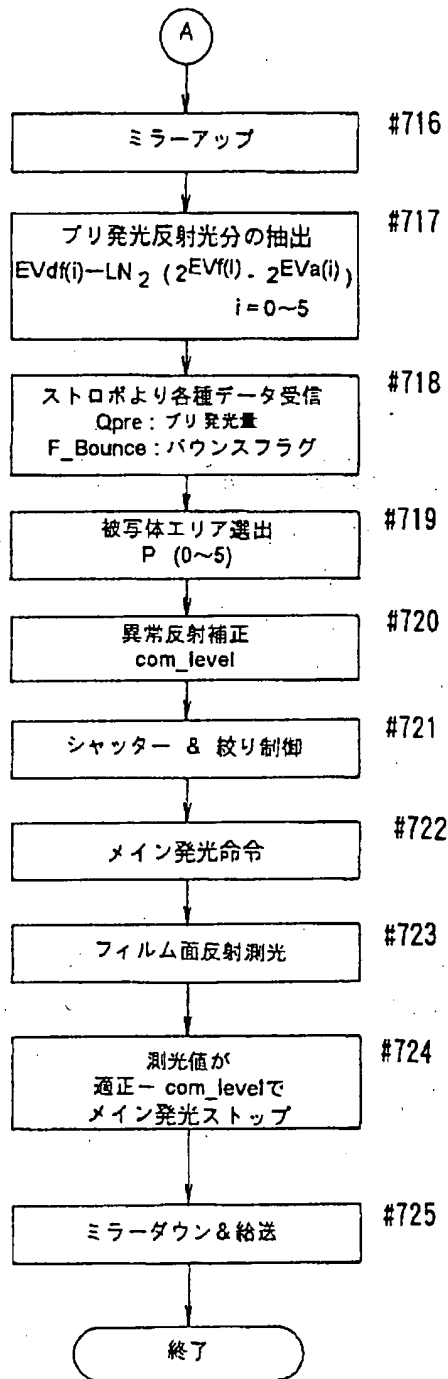 A
ミラーアップ
#716
プリ発光反射光分の抽出
#717
EVdf(i)ーLN2 (2EVf(i)- 2EVa(i))
i=0~5
ストロボより各種データ受信
#718
Qpre:プリ発光量
F_Bounce:バウンスフラグ
被写体エリア選出
#719
P (0~5)
異常反射補正
#720
com_level
シャッター & 絞り制御
#721
メイン発光命令
#722
フィルム面反射測光
#723
測光値が
#724
適正ー com_levelで
メイン発光ストップ
ミラーダウン&給送
#725
終了